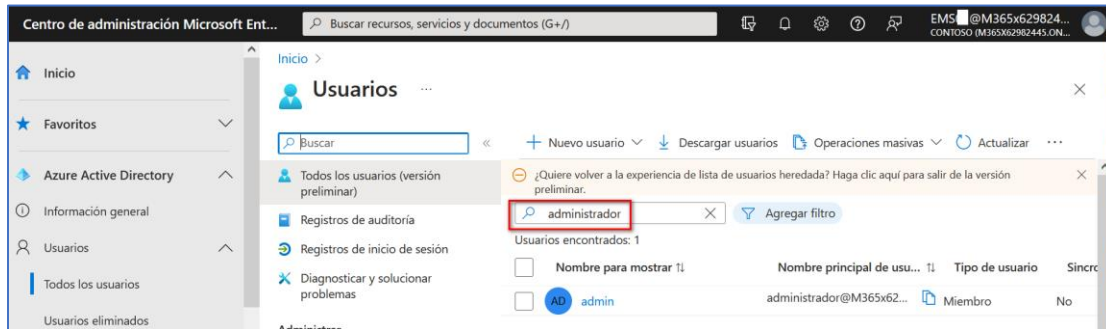 Centro de administración Microsoft Ent...
Buscar recursos, servicios y documentos (G+/)
EMS @M365x629824...
CONTOSO (M365X62982445.ON...
Inicio
Favoritos
Azure Active Directory
Información general
Usuarios
Todos los usuarios
Usuarios eliminados
Inicio >
Usuarios ...
Buscar
«
Todos los usuarios (versión
preliminar)
Registros de auditoría
Registros de inicio de sesión
Diagnosticar y solucionar
problemas
Administrar
Nuevo usuario
Descargar usuarios
Operaciones masivas
Actualizar
...
¿Quiere volver a la experiencia de lista de usuarios heredada? Haga clic aquí para salir de la versión
preliminar.
administrador
Agregar filtro
Usuarios encontrados: 1
Nombre para mostrar ↑↓
Nombre principal de usu... ↑↓
Tipo de usuario
Sincro
AD
admin
administrador@M365x62...
Miembro
No